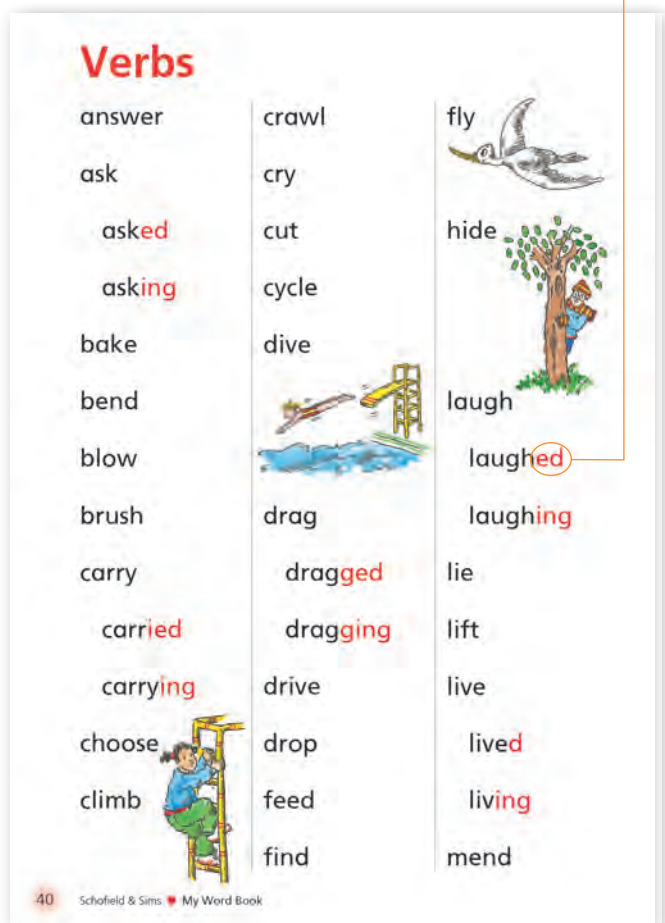 Verbs
answer
ask
asked
asking
bake
bend
blow
brush
carry
carried
carrying
choose
climb
crawl
cry
cut
cycle
dive
drag
dragged
dragging
drive
drop
feed
find
fly
hide
laugh
laughed
laughing
lie
lift
live
lived
living
mend
40 Schofield & Sims My Word Book